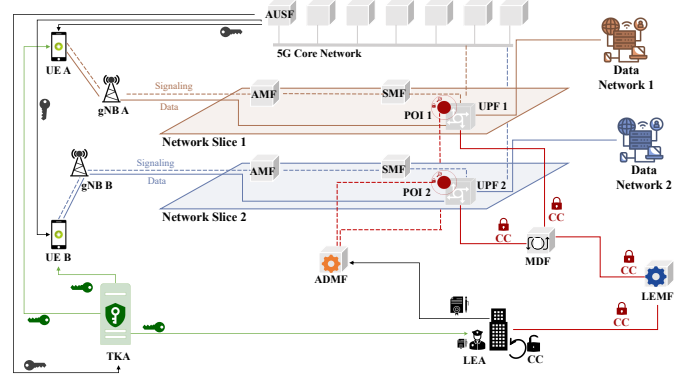 AUSF
5G Core Network
UE A
gNB A
Signaling
Data
AMF
SMF
POI 1
UPF 1
Network Slice 1
Data
Network 1
gNB B
Signaling
Data
AMF
SMF
POI 2
UPF 2
Network Slice 2
Data
Network 2
UE B
CC
CC
MDF
CC
ADMF
LEMF
CC
TKA
LEA
CC